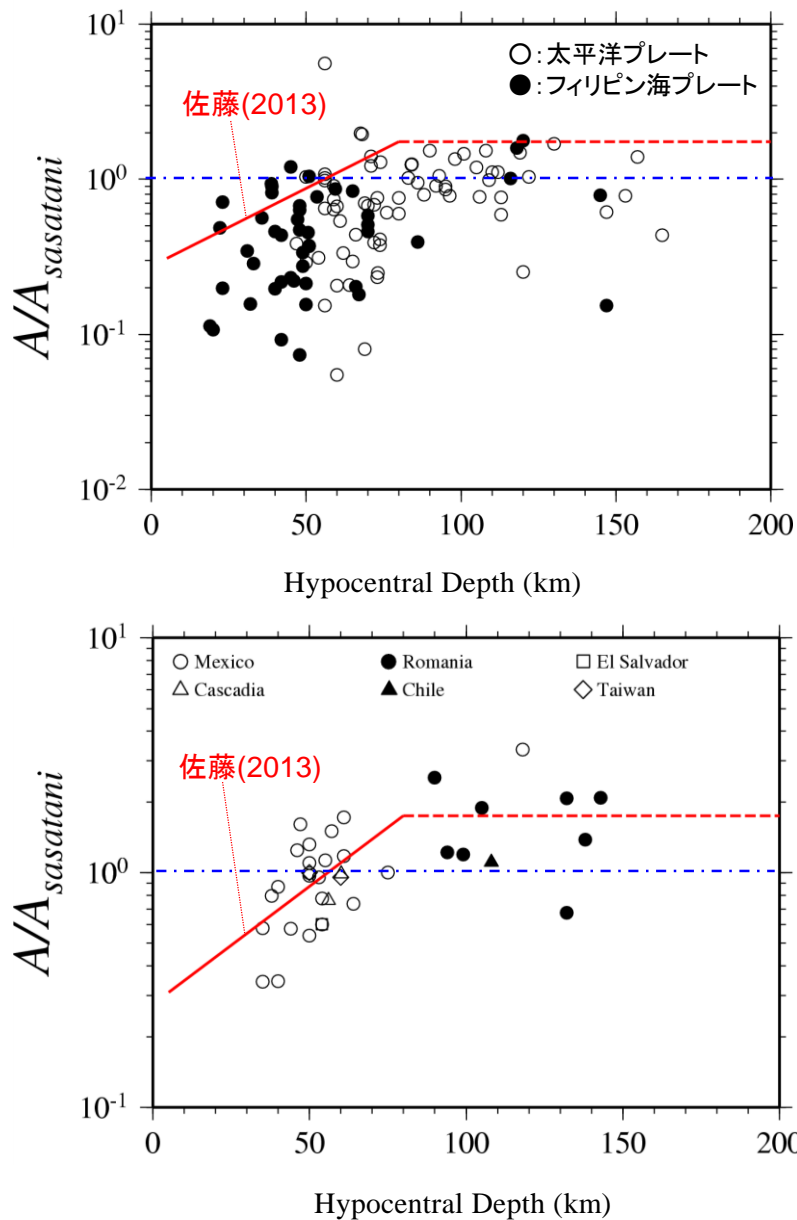 10^1
○:太平洋プレート
●:フィリピン海プレート
佐藤(2013)
10^0
A/A_sasatani
10^-1
10^-2
0 50 100 150 200
Hypocentral Depth (km)
10^1
○ Mexico ● Romania □ El Salvador
△ Cascadia ▲ Chile ◇ Taiwan
佐藤(2013)
A/A_sasatani
10^0
10^-1
0 50 100 150 200
Hypocentral Depth (km)